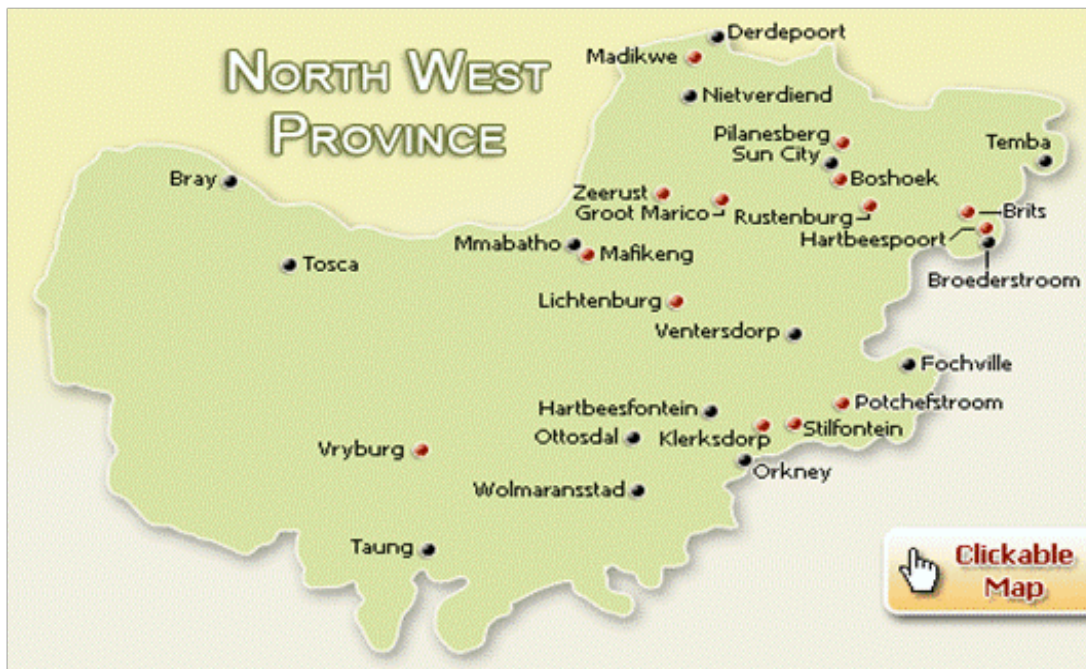 NORTH WEST
PROVINCE
Derdepoort
Madikwe
Nietverdiend
Pilanesberg
Sun City
Temba
Bray
Boshoek
Zeerust
Groot Marico
Rustenburg
Brits
Hartbeespoort
Mmabatho
Mafikeng
Tosca
Broederstroom
Lichtenburg
Ventersdorp
Fochville
Potchefstroom
Hartbeesfontein
Ottosdal
Klerksdorp
Stilfontein
Vryburg
Orkney
Wolmaransstad
Taung
Clickable
Map